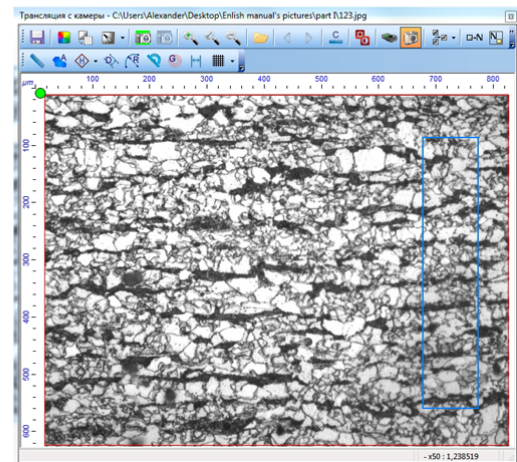 Трансляция с камеры - C:\Users\Alexander\Desktop\Enlish manual's pictures\part I\123.jpg
µm 100 200 300 400 500 600 700 800
100
200
300
400
500
600
- x50 : 1,238519